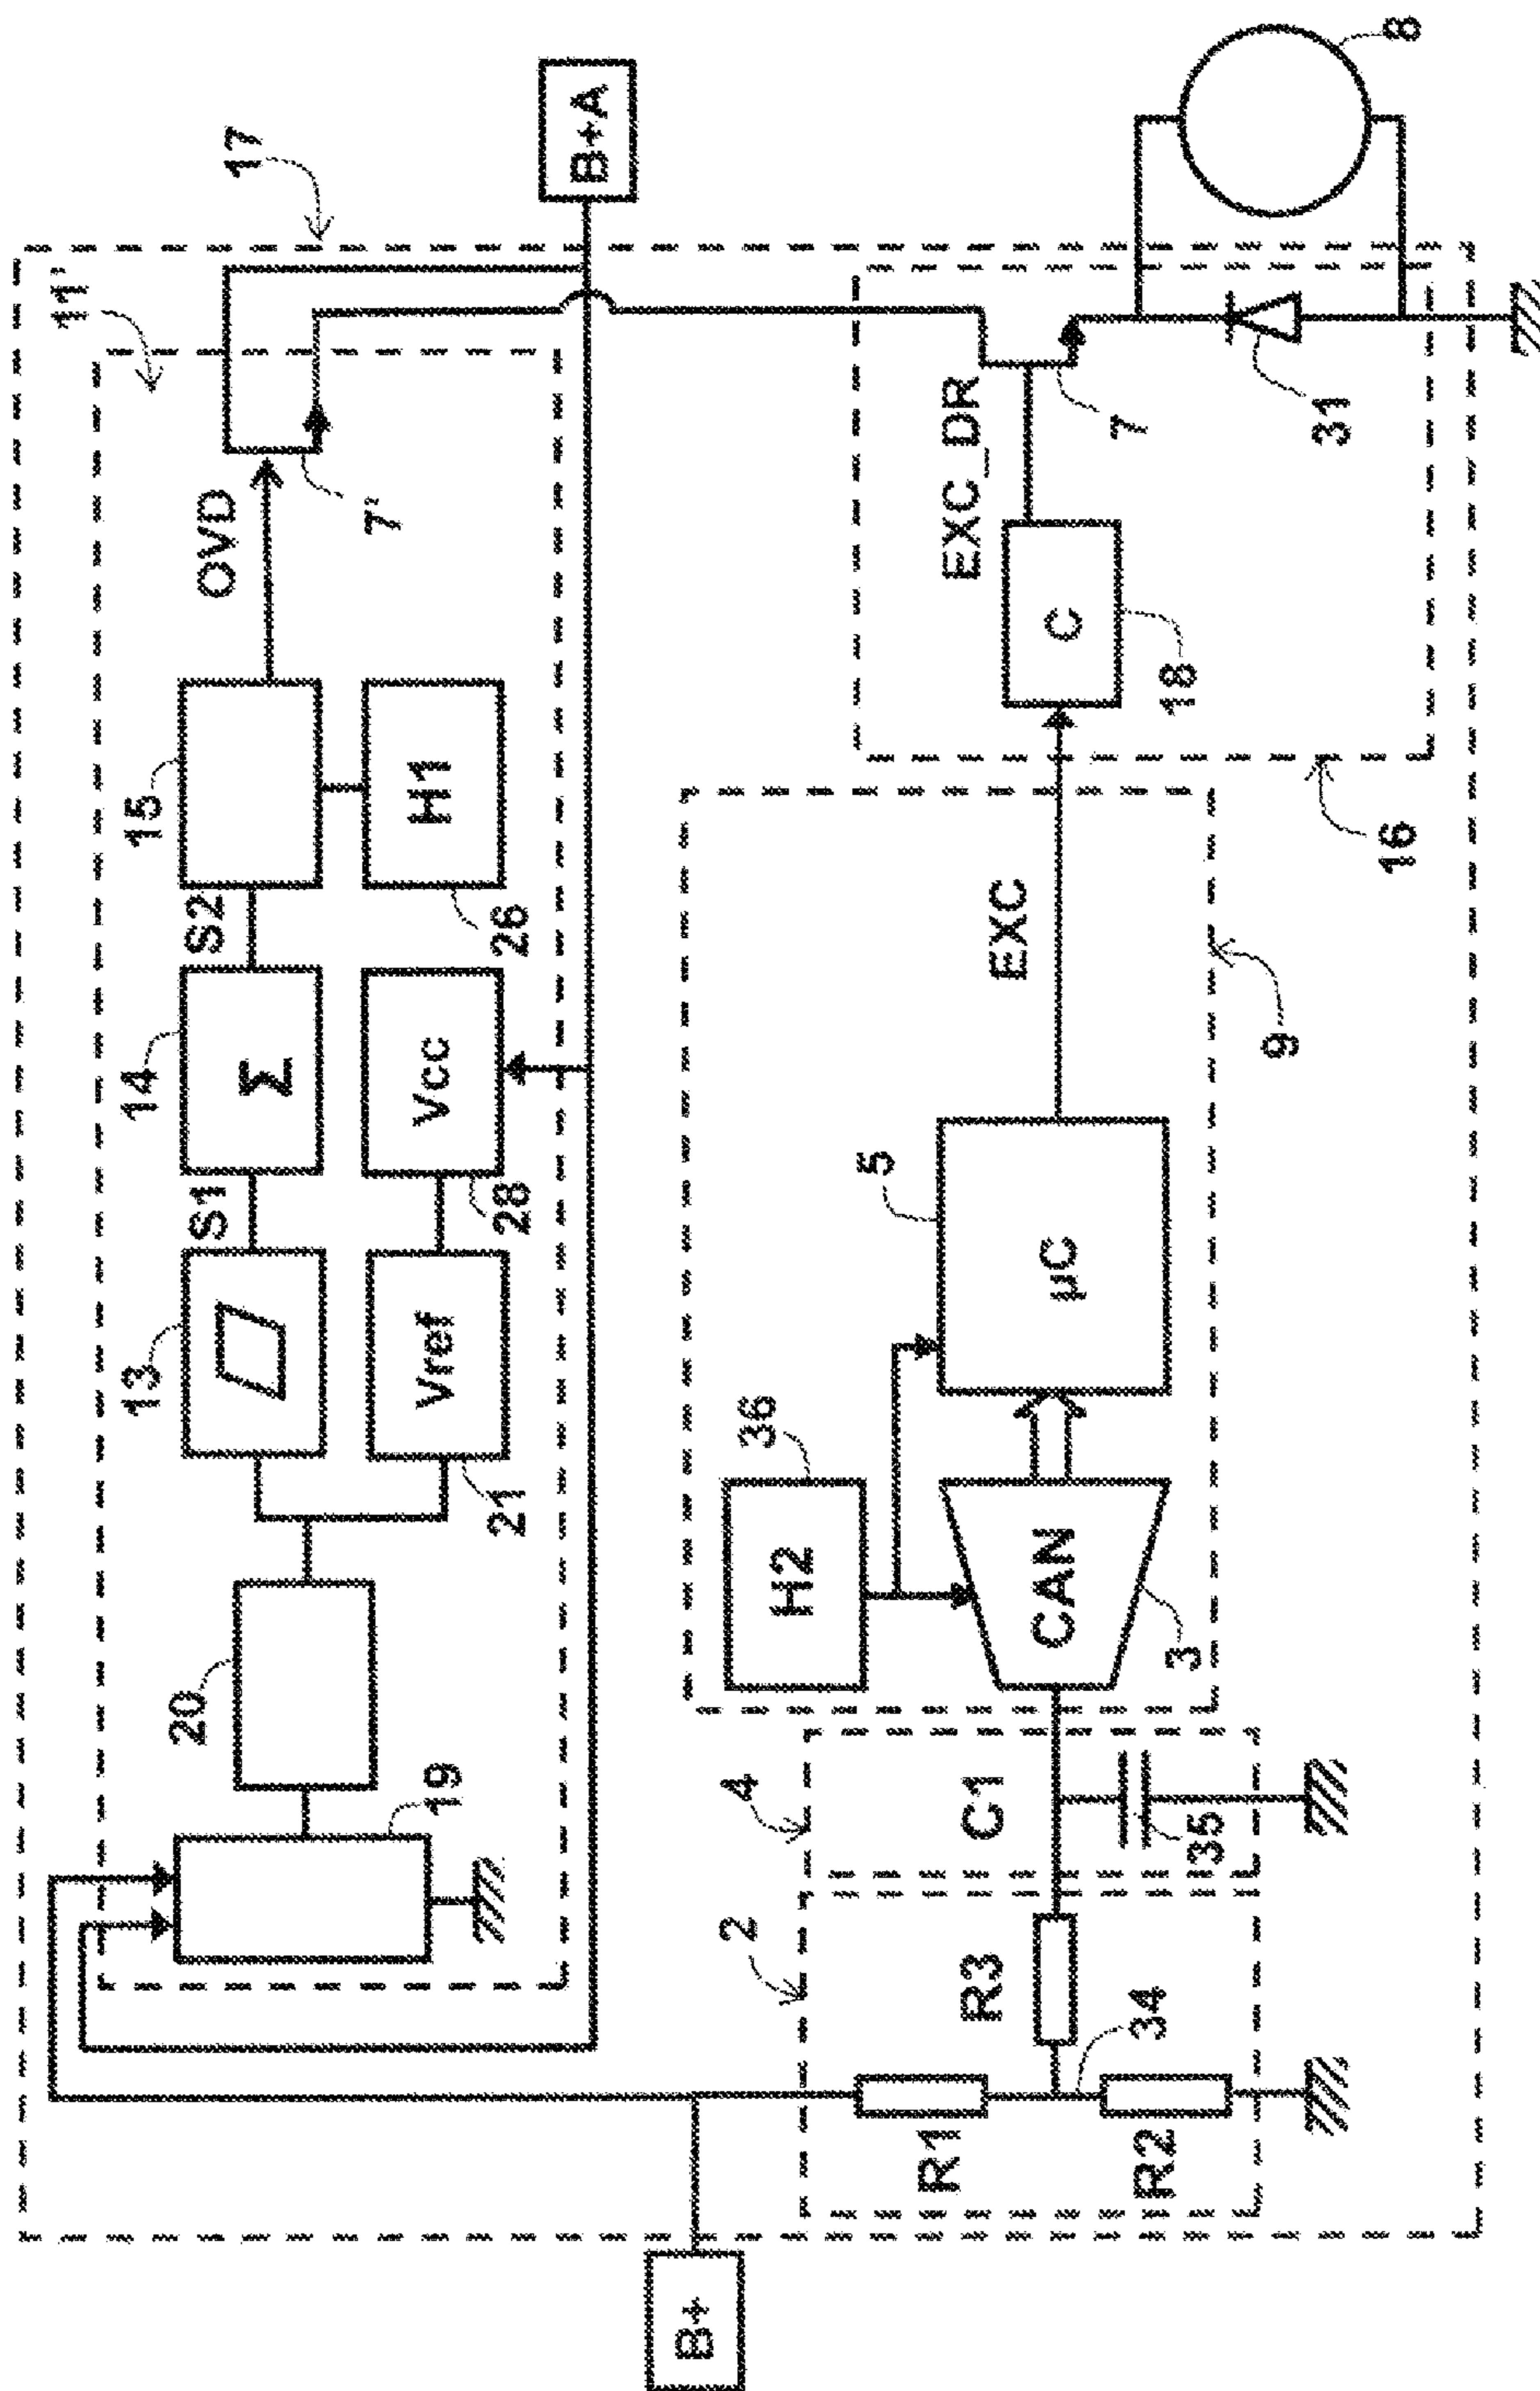 17
11'
B+A
15
OVD
14
S2
7'
13
S1
H1
Σ
26
20
Vcc
28
Vref
21
19
EXC_DR
8
7
31
C
18
5
EXC
16
36
µC
9
H2
4
CAN
3
C1
35
2
R3
34
R1
R2
B+